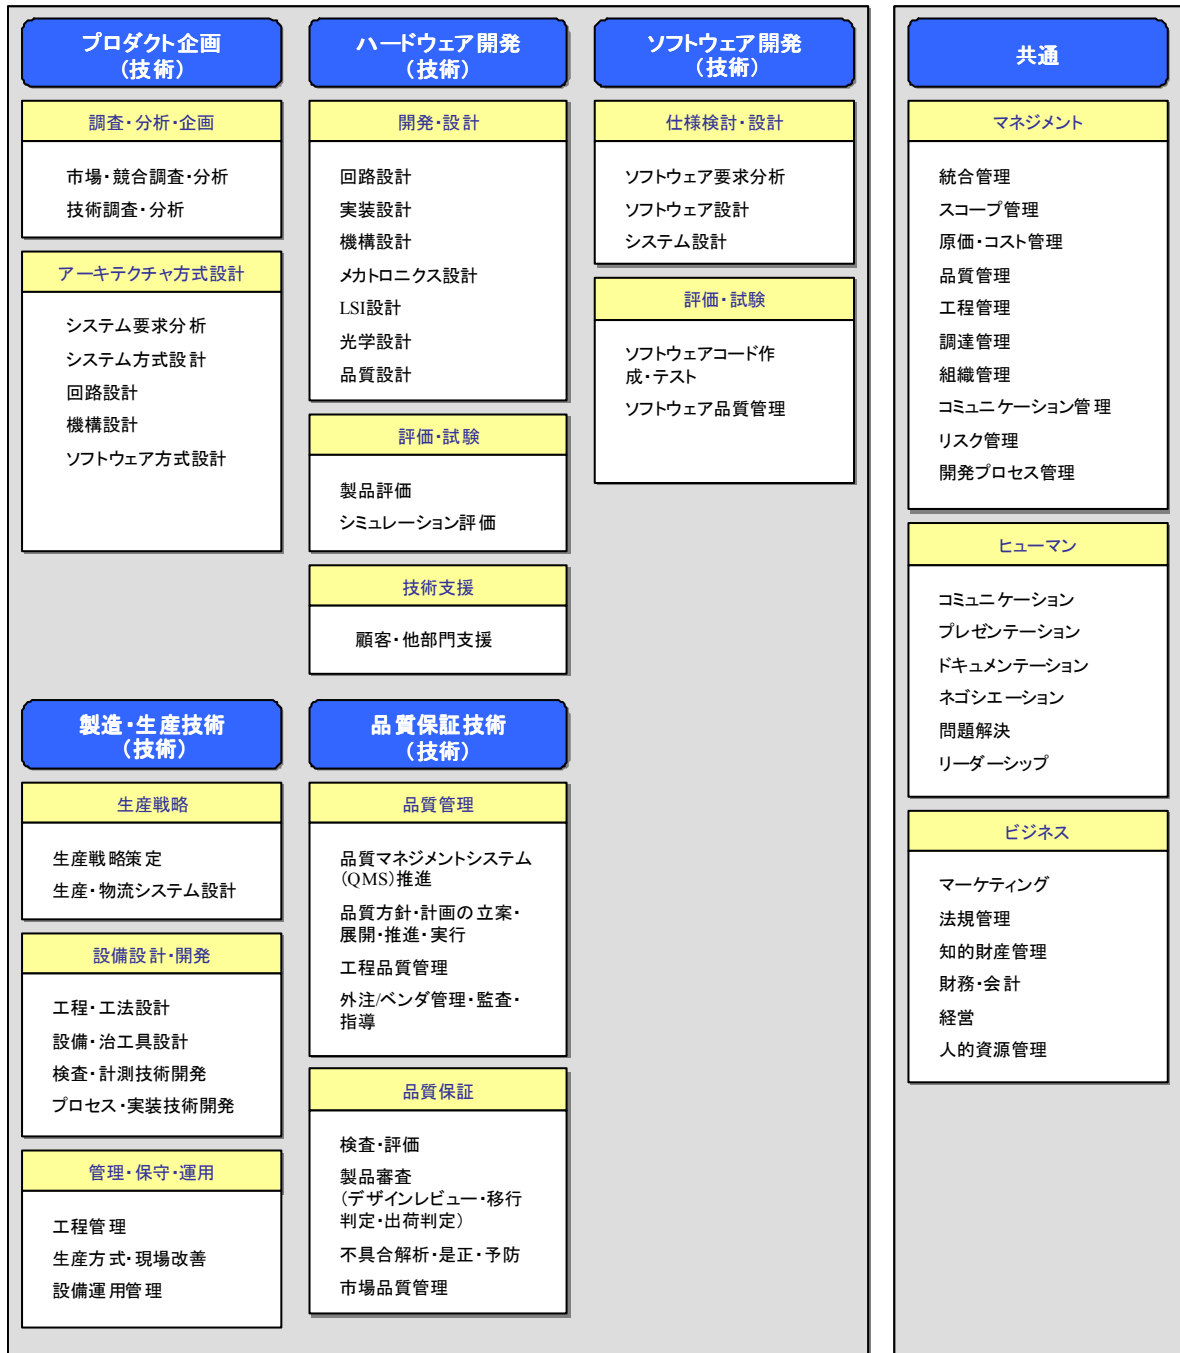 プロダクト企画
（技術）
調査・分析・企画
市場・競合調査・分析
技術調査・分析
アーキテクチャ方式設計
システム要求分析
システム方式設計
回路設計
機構設計
ソフトウェア方式設計
ハードウェア開発
（技術）
開発・設計
回路設計
実装設計
機構設計
メカトロニクス設計
LSI設計
光学設計
品質設計
評価・試験
製品評価
シミュレーション評価
技術支援
顧客・他部門支援
ソフトウェア開発
（技術）
仕様検討・設計
ソフトウェア要求分析
ソフトウェア設計
システム設計
評価・試験
ソフトウェアコード作
成・テスト
ソフトウェア品質管理
製造・生産技術
（技術）
生産戦略
生産戦略策定
生産・物流システム設計
設備設計・開発
工程・工法設計
設備・治工具設計
検査・計測技術開発
プロセス・実装技術開発
管理・保守・運用
工程管理
生産方式・現場改善
設備運用管理
品質保証技術
（技術）
品質管理
品質マネジメントシステム
(QMS)推進
品質方針・計画の立案・
展開・推進・実行
工程品質管理
外注/ベンダ管理・監査・
指導
品質保証
検査・評価
製品審査
（デザインレビュー・移行
判定・出荷判定）
不具合解析・是正・予防
市場品質管理
共通
マネジメント
統合管理
スコープ管理
原価・コスト管理
品質管理
工程管理
調達管理
組織管理
コミュニケーション管理
リスク管理
開発プロセス管理
ヒューマン
コミュニケーション
プレゼンテーション
ドキュメンテーション
ネゴシエーション
問題解決
リーダーシップ
ビジネス
マーケティング
法規管理
知的財産管理
財務・会計
経営
人的資源管理